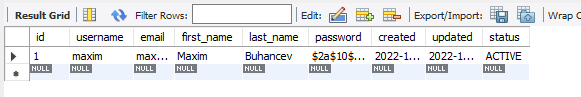 Result Grid Filter Rows: Edit: Export/Import: Wrap C
id username email first_name last_name password created updated status
1 maxim max... Maxim Buhancev $2a$10$... 2022-1... 2022-1... ACTIVE
NULL NULL NULL NULL NULL NULL NULL NULL NULL